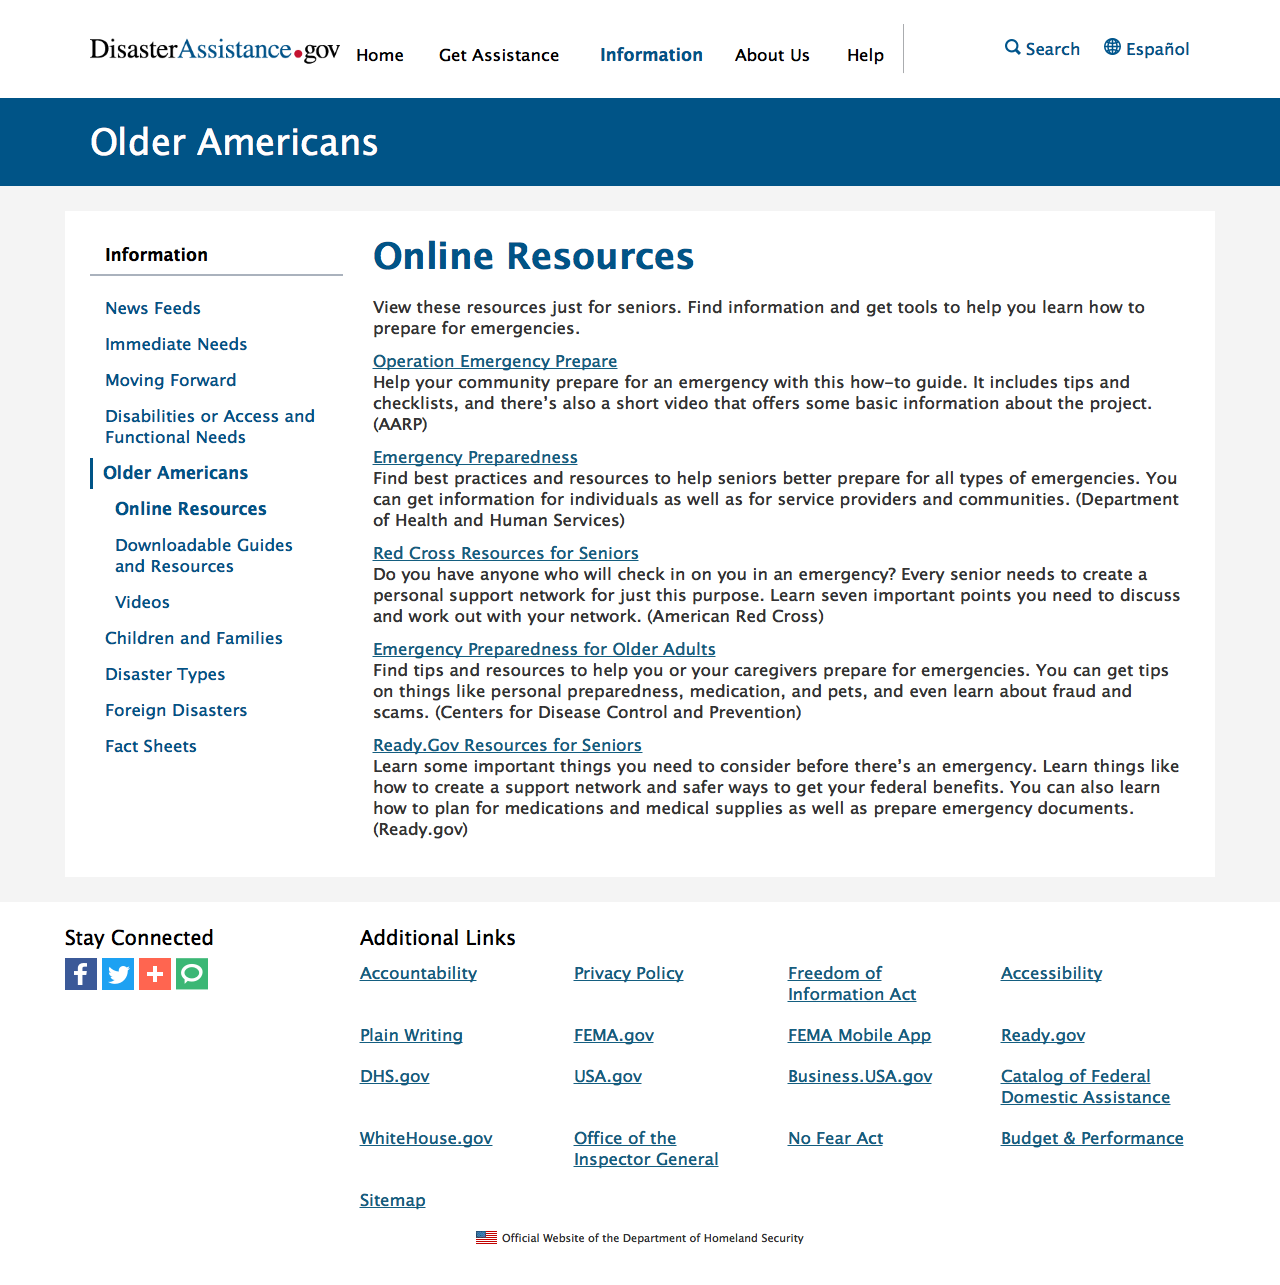 DisasterAssistance.gov
Home
Get Assistance
Information
About Us
Help
Search
Español
Older Americans
Information
News Feeds
Immediate Needs
Moving Forward
Disabilities or Access and
Functional Needs
Older Americans
Online Resources
Downloadable Guides
and Resources
Videos
Children and Families
Disaster Types
Foreign Disasters
Fact Sheets
Online Resources
View these resources just for seniors. Find information and get tools to help you learn how to
prepare for emergencies.
Operation Emergency Prepare
Help your community prepare for an emergency with this how-to guide. It includes tips and
checklists, and there's also a short video that offers some basic information about the project.
(AARP)
Emergency Preparedness
Find best practices and resources to help seniors better prepare for all types of emergencies. You
can get information for individuals as well as for service providers and communities. (Department
of Health and Human Services)
Red Cross Resources for Seniors
Do you have anyone who will check in on you in an emergency? Every senior needs to create a
personal support network for just this purpose. Learn seven important points you need to discuss
and work out with your network. (American Red Cross)
Emergency Preparedness for Older Adults
Find tips and resources to help you or your caregivers prepare for emergencies. You can get tips
on things like personal preparedness, medication, and pets, and even learn about fraud and
scams. (Centers for Disease Control and Prevention)
Ready.Gov Resources for Seniors
Learn some important things you need to consider before there's an emergency. Learn things like
how to create a support network and safer ways to get your federal benefits. You can also learn
how to plan for medications and medical supplies as well as prepare emergency documents.
(Ready.gov)
Stay Connected
Additional Links
Accountability
Privacy Policy
Freedom of
Information Act
Accessibility
Plain Writing
FEMA.gov
FEMA Mobile App
Ready.gov
DHS.gov
USA.gov
Business.USA.gov
Catalog of Federal
Domestic Assistance
WhiteHouse.gov
Office of the
Inspector General
No Fear Act
Budget & Performance
Sitemap
Official Website of the Department of Homeland Security